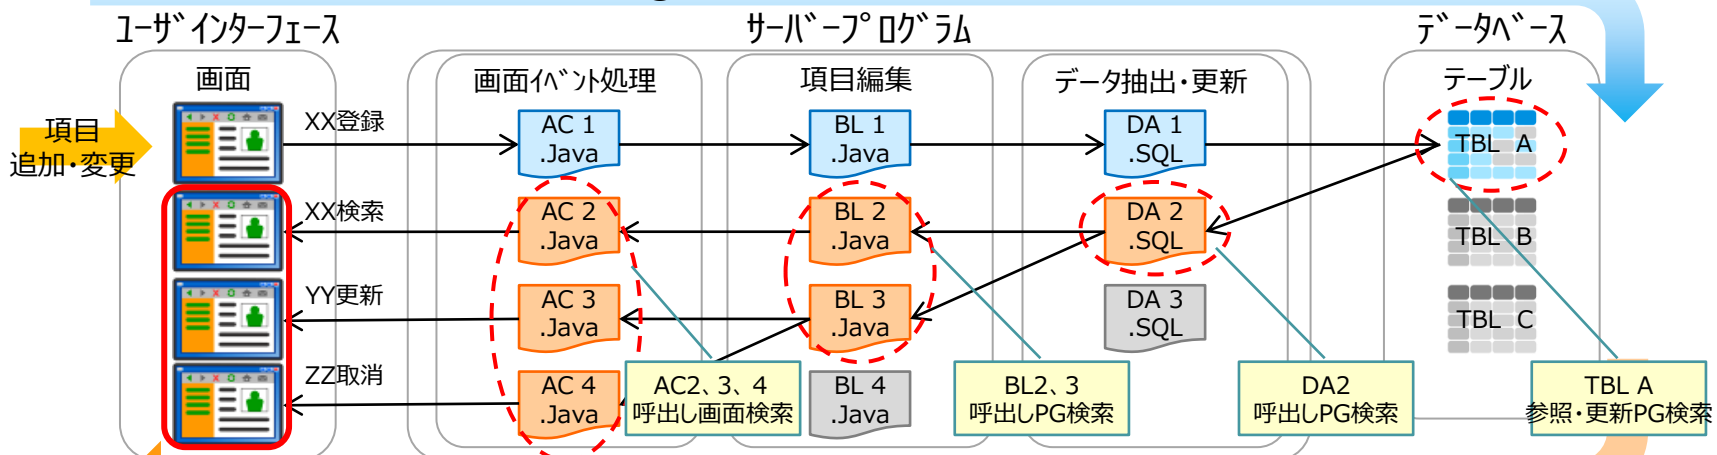 ユーザインターフェース
サーバープログラム
データベース
画面
画面イベント処理
項目編集
データ抽出・更新
テーブル
項目
追加・変更
XX登録
AC 1
.Java
BL 1
.Java
DA 1
.SQL
TBL A
XX検索
AC 2
.Java
BL 2
.Java
DA 2
.SQL
TBL B
YY更新
AC 3
.Java
BL 3
.Java
DA 3
.SQL
TBL C
ZZ取消
AC 4
.Java
BL 4
.Java
AC2、3、4
呼出し画面検索
BL2、3
呼出しPG検索
DA2
呼出しPG検索
TBL A
参照・更新PG検索